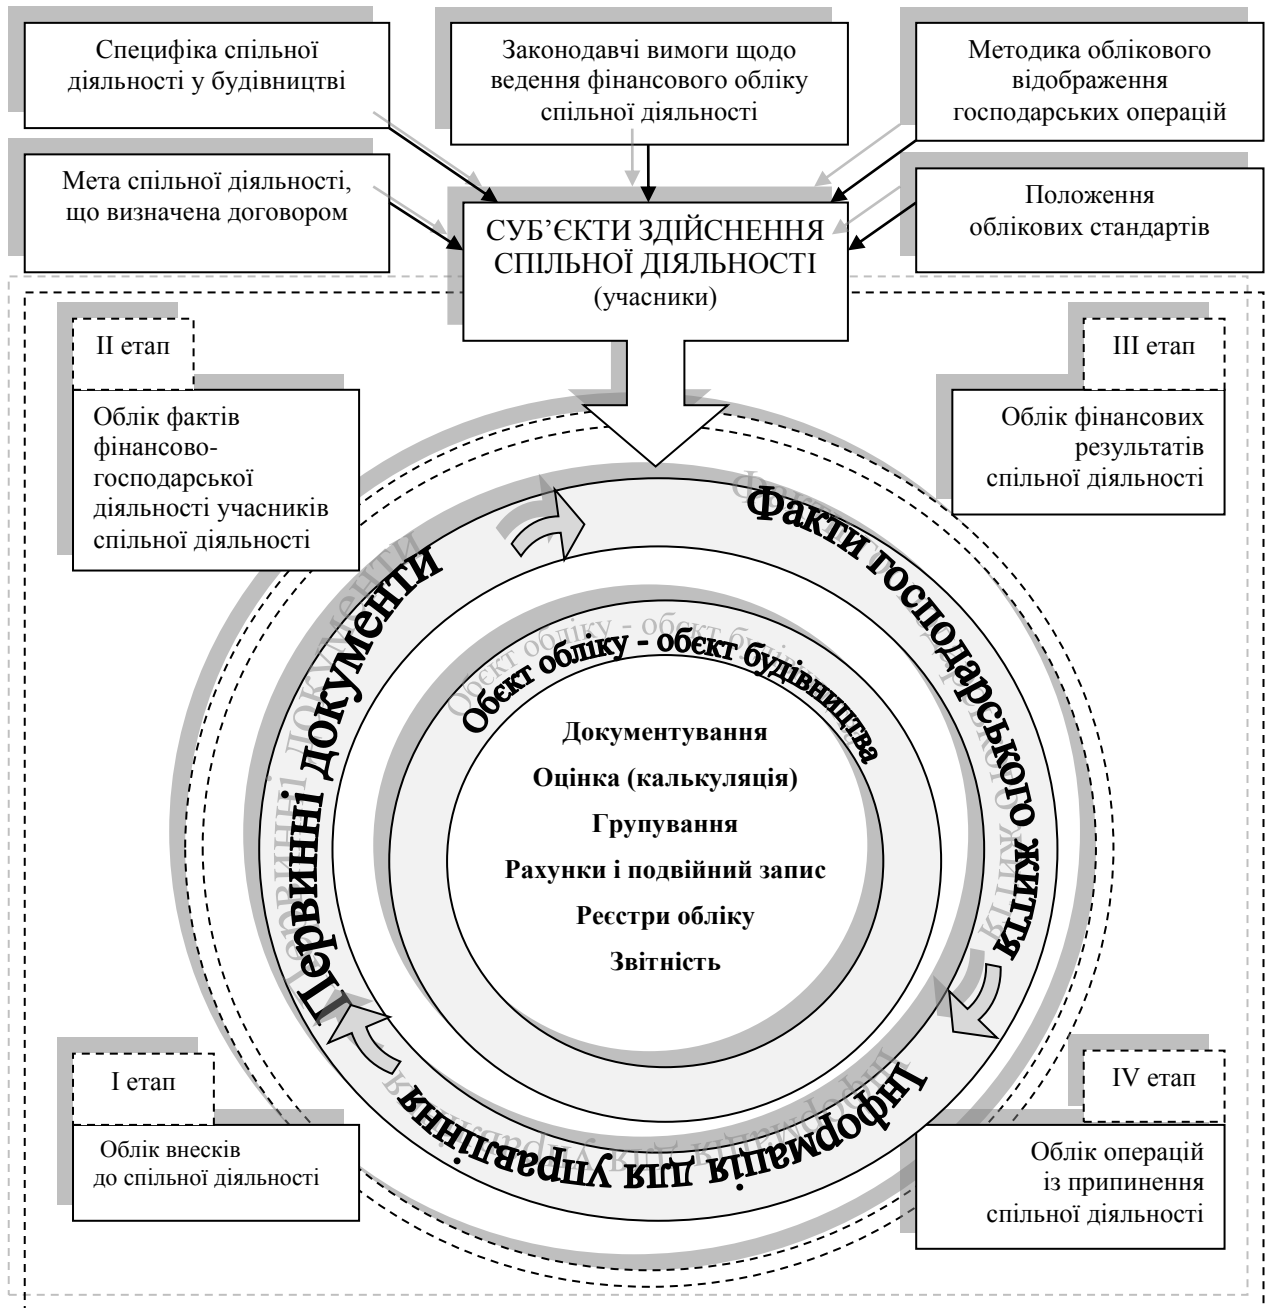 Специфіка спільної
діяльності у будівництві
Законодавчі вимоги щодо
ведення фінансового обліку
спільної діяльності
Методика облікового
відображення
господарських операцій
Мета спільної діяльності,
що визначена договором
Положення
облікових стандартів
СУБ’ЄКТИ ЗДІЙСНЕННЯ
СПІЛЬНОЇ ДІЯЛЬНОСТІ
(учасники)
ІІ етап
Облік фактів
фінансово-
господарської
діяльності учасників
спільної діяльності
ІІІ етап
Облік фінансових
результатів
спільної діяльності
Первинні документи
Факти господарського життя
Інформація для управління
Обєкт обліку - обєкт будівництва
Документування
Оцінка (калькуляція)
Групування
Рахунки і подвійний запис
Реєстри обліку
Звітність
І етап
Облік внесків
до спільної діяльності
IV етап
Облік операцій
із припинення
спільної діяльності